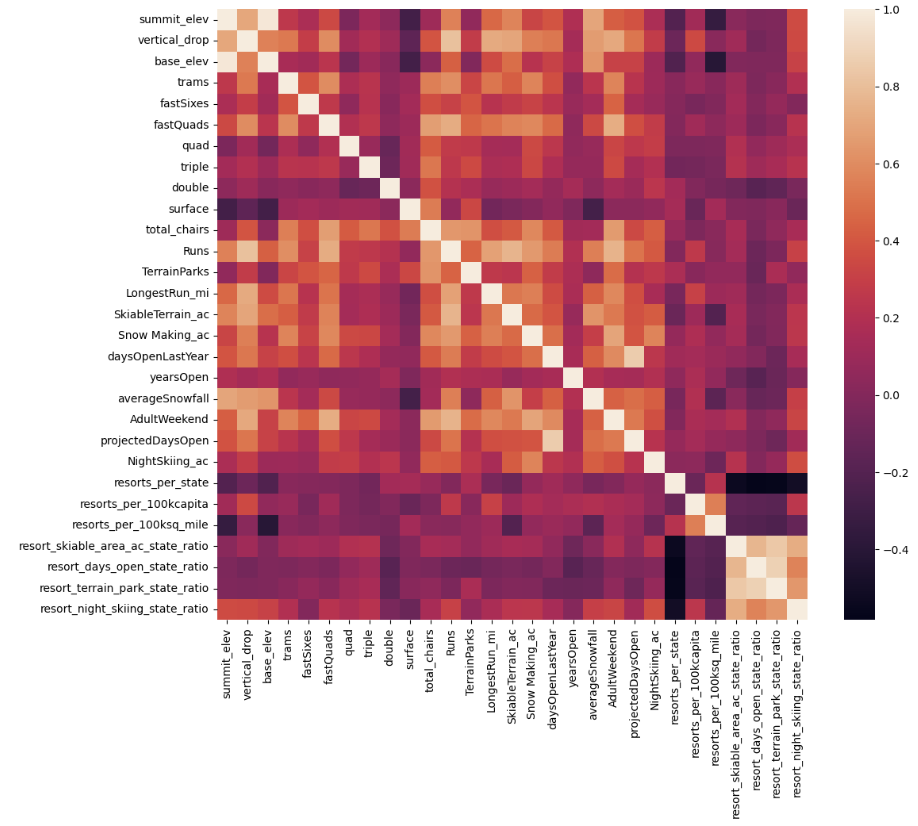 summit_elev
vertical_drop
base_elev
trams
fastSixes
fastQuads
quad
triple
double
surface
total_chairs
Runs
TerrainParks
LongestRun_mi
SkiableTerrain_ac
Snow Making_ac
daysOpenLastYear
yearsOpen
averageSnowfall
AdultWeekend
projectedDaysOpen
NightSkiing_ac
resorts_per_state
resorts_per_100kcapita
resorts_per_100ksq_mile
resort_skiable_area_ac_state_ratio
resort_days_open_state_ratio
resort_terrain_park_state_ratio
resort_night_skiing_state_ratio
summit_elev
vertical_drop
base_elev
trams
fastSixes
fastQuads
quad
triple
double
surface
total_chairs
Runs
TerrainParks
LongestRun_mi
SkiableTerrain_ac
Snow Making_ac
daysOpenLastYear
yearsOpen
averageSnowfall
AdultWeekend
projectedDaysOpen
NightSkiing_ac
resorts_per_state
resorts_per_100kcapita
resorts_per_100ksq_mile
resort_skiable_area_ac_state_ratio
resort_days_open_state_ratio
resort_terrain_park_state_ratio
resort_night_skiing_state_ratio
1.0
0.8
0.6
0.4
0.2
0.0
−0.2
−0.4